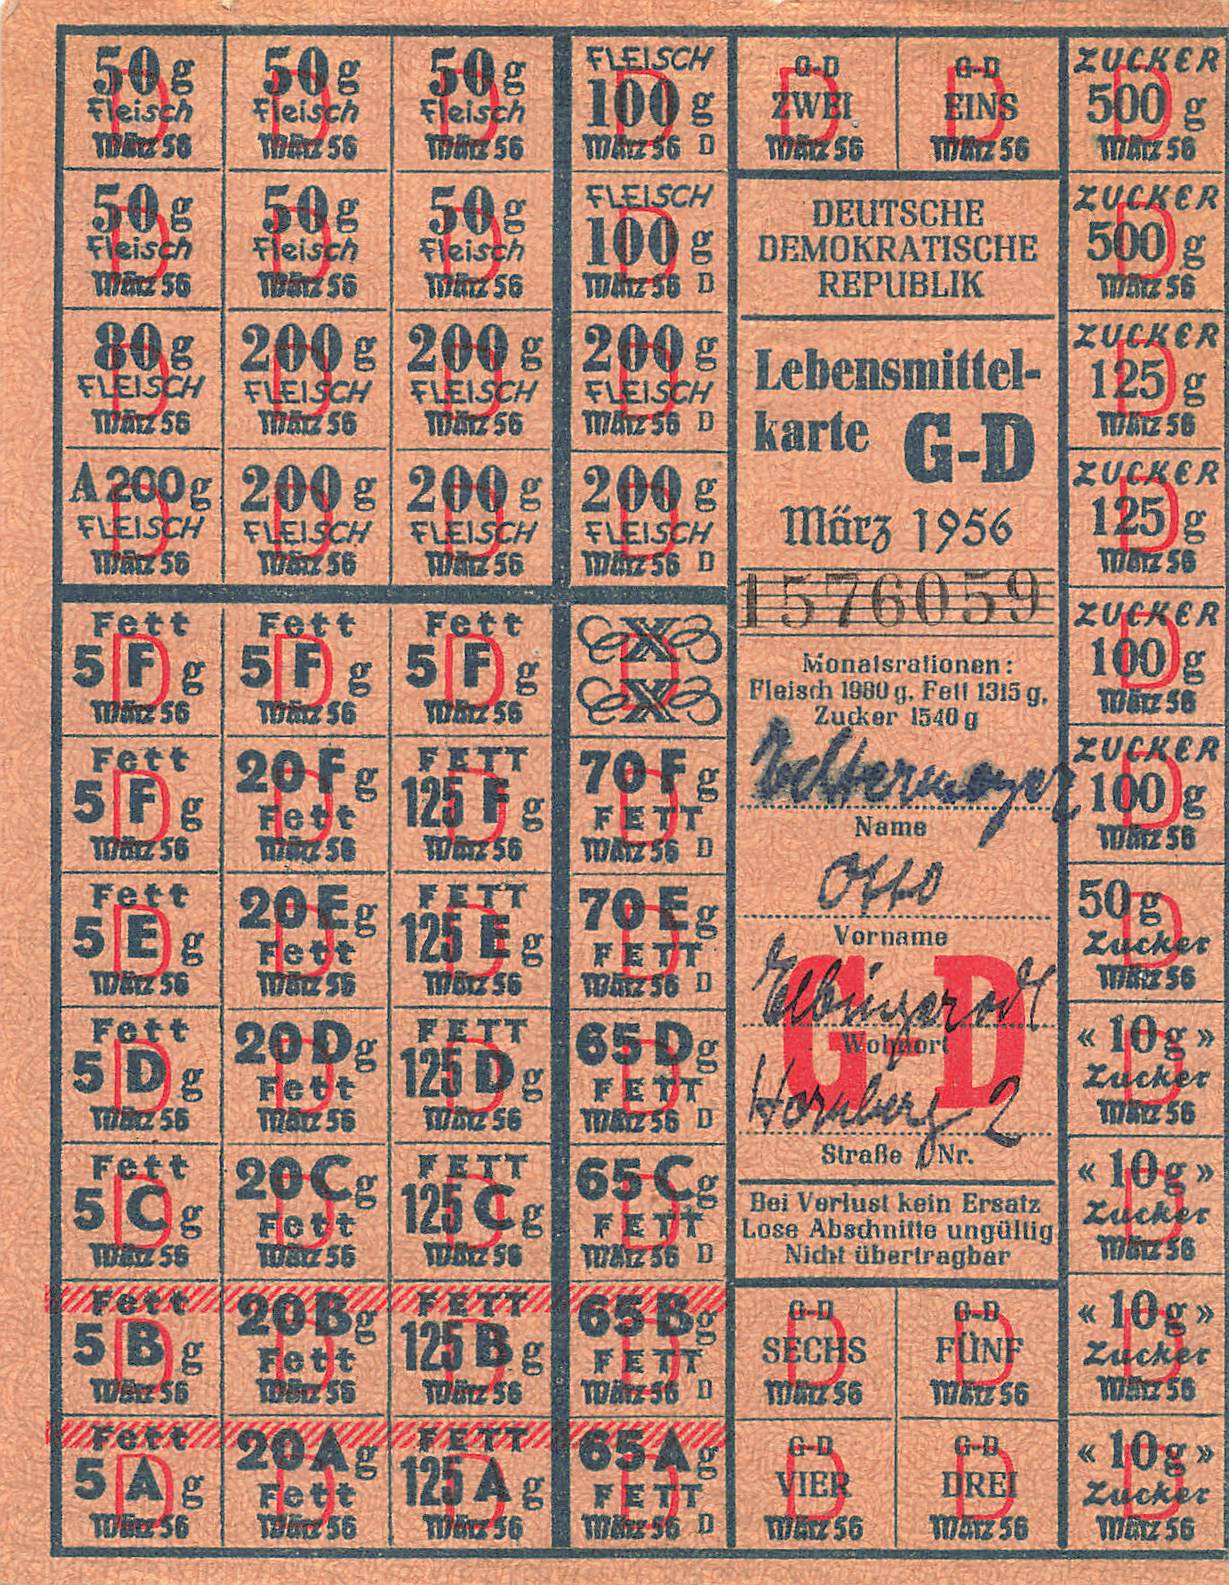 50 g
Fleisch
März 56
50 g
Fleisch
März 56
50 g
Fleisch
März 56
FLEISCH
100 g
März 56 D
50 g
Fleisch
März 56
50 g
Fleisch
März 56
50 g
Fleisch
März 56
FLEISCH
100 g
März 56 D
80 g
FLEISCH
März 56
200 g
FLEISCH
März 56
200 g
FLEISCH
März 56
200 g
FLEISCH
März 56 D
A 200 g
FLEISCH
März 56
200 g
FLEISCH
März 56
200 g
FLEISCH
März 56
200 g
FLEISCH
März 56 D
Fett
5 F g
März 56
Fett
5 F g
März 56
Fett
5 F g
März 56
X
X
Fett
5 F g
März 56
20 F g
Fett
März 56
FETT
125 F g
März 56
70 F g
FETT
März 56 D
Fett
5 E g
März 56
20 E g
Fett
März 56
FETT
125 E g
März 56
70 E g
FETT
März 56 D
Fett
5 D g
März 56
20 D g
Fett
März 56
FETT
125 D g
März 56
65 D g
FETT
März 56 D
Fett
5 C g
März 56
20 C g
Fett
März 56
FETT
125 C g
März 56
65 C g
FETT
März 56 D
Fett
5 B g
März 56
20 B g
Fett
März 56
FETT
125 B g
März 56
65 B g
FETT
März 56 D
Fett
5 A g
März 56
20 A g
Fett
März 56
FETT
125 A g
März 56
65 A g
FETT
März 56 D
G-D
ZWEI
März 56
G-D
EINS
März 56
DEUTSCHE
DEMOKRATISCHE
REPUBLIK
Lebensmittel-
karte G-D
März 1956
1576059
Monatsrationen:
Fleisch 1980 g, Fett 1315 g,
Zucker 1540 g
Name
Otto
Vorname
Elbingerode
G D
Wohnort
Hornberg 2
Straße Nr.
Bei Verlust kein Ersatz
Lose Abschnitte ungültig
Nicht übertragbar
G-D
SECHS
März 56
G-D
FÜNF
März 56
G-D
VIER
März 56
G-D
DREI
März 56
ZUCKER
500 g
März 56
ZUCKER
500 g
März 56
ZUCKER
125 g
März 56
ZUCKER
125 g
März 56
ZUCKER
100 g
März 56
ZUCKER
100 g
März 56
50 g
Zucker
März 56
« 10 g »
Zucker
März 56
« 10 g »
Zucker
März 56
« 10 g »
Zucker
März 56
« 10 g »
Zucker
März 56